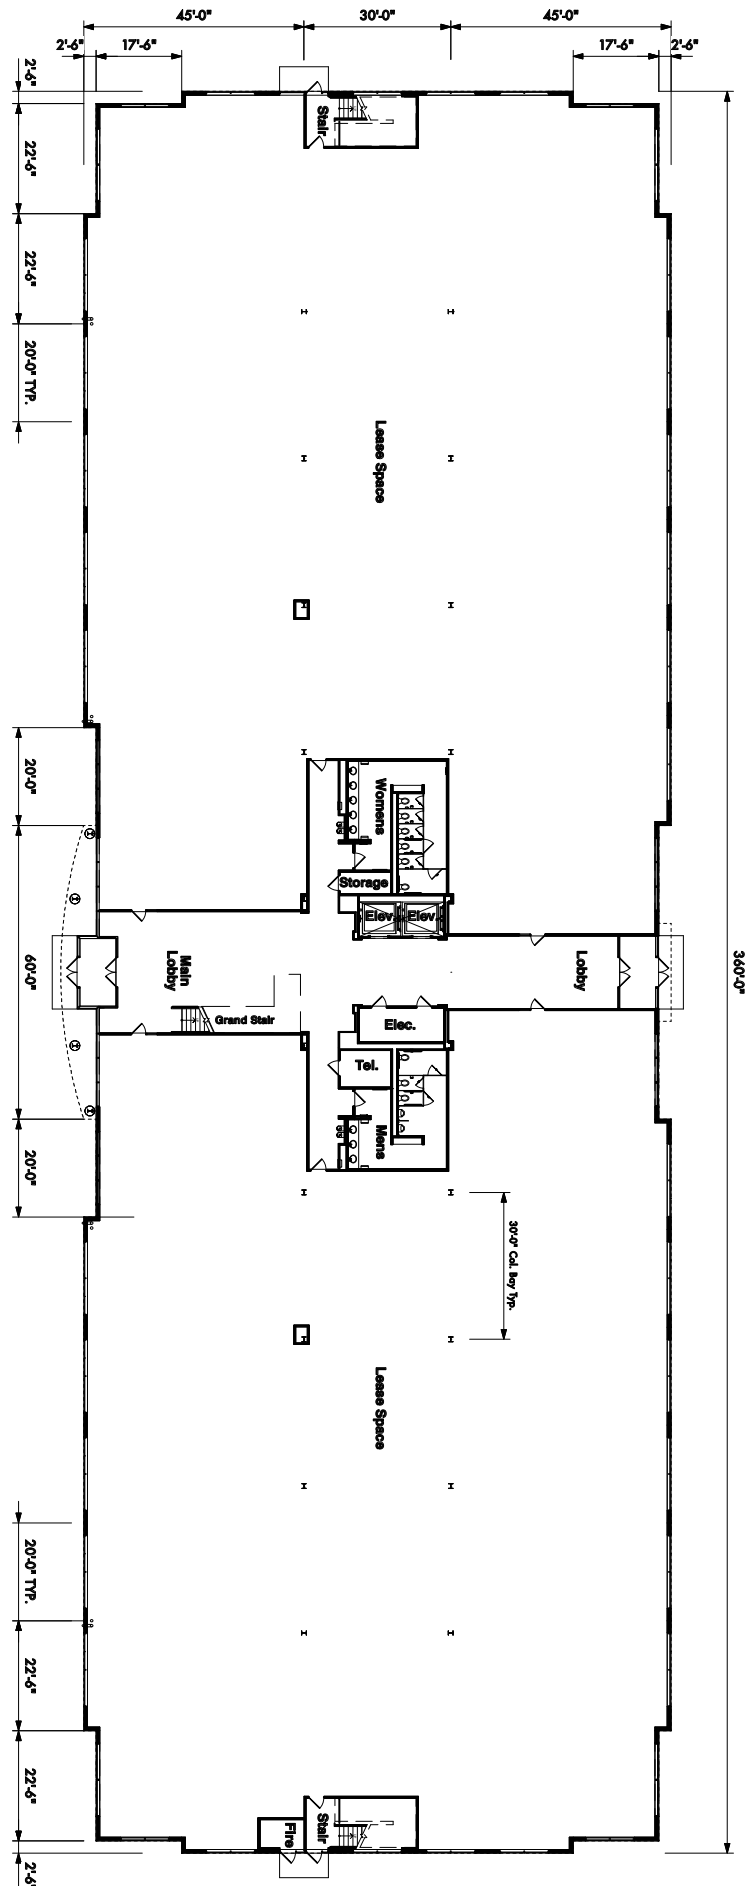 45'-0"
30'-0"
45'-0"
2'-6"
17'-6"
17'-6"
2'-6"
2'-6"
Stair
22'-6"
22'-6"
20'-0" TYP.
Lease Space
20'-0"
Womens
Storage
Elev.
Elev.
360'-0"
60'-0"
Main
Lobby
Lobby
Grand Stair
Elec.
Tel.
Mens
20'-0"
30'-0" Col. Bay Typ.
Lease Space
20'-0" TYP.
22'-6"
22'-6"
Fire
Stair
2'-6"